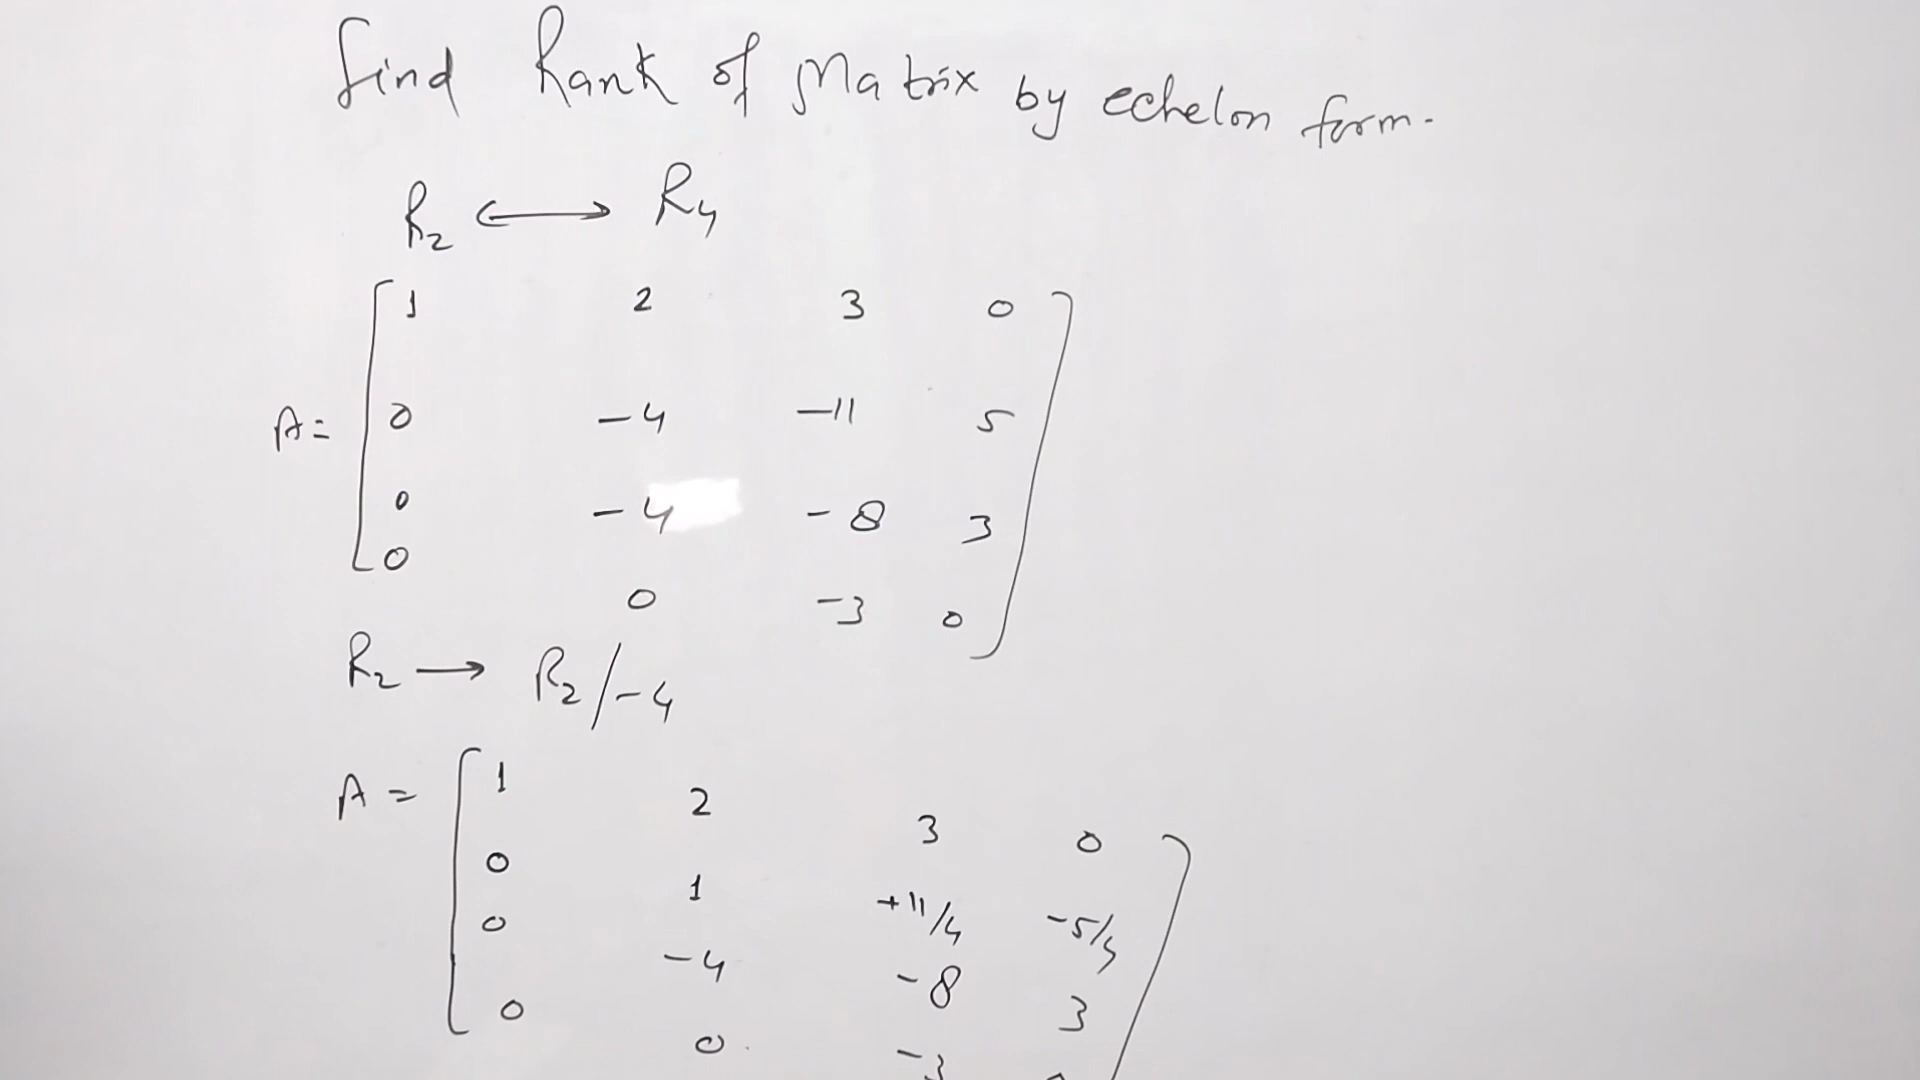 find Rank of Matrix by echelon form.
R2 ⟷ R4
1 2 3 0
A = 0 -4 -11 5
0 -4 -8 3
0 0 -3 0
R2 → R2/-4
A = 1 2 3 0
0 1 +11/4 -5/4
0 -4 -8 3
0 0 -3